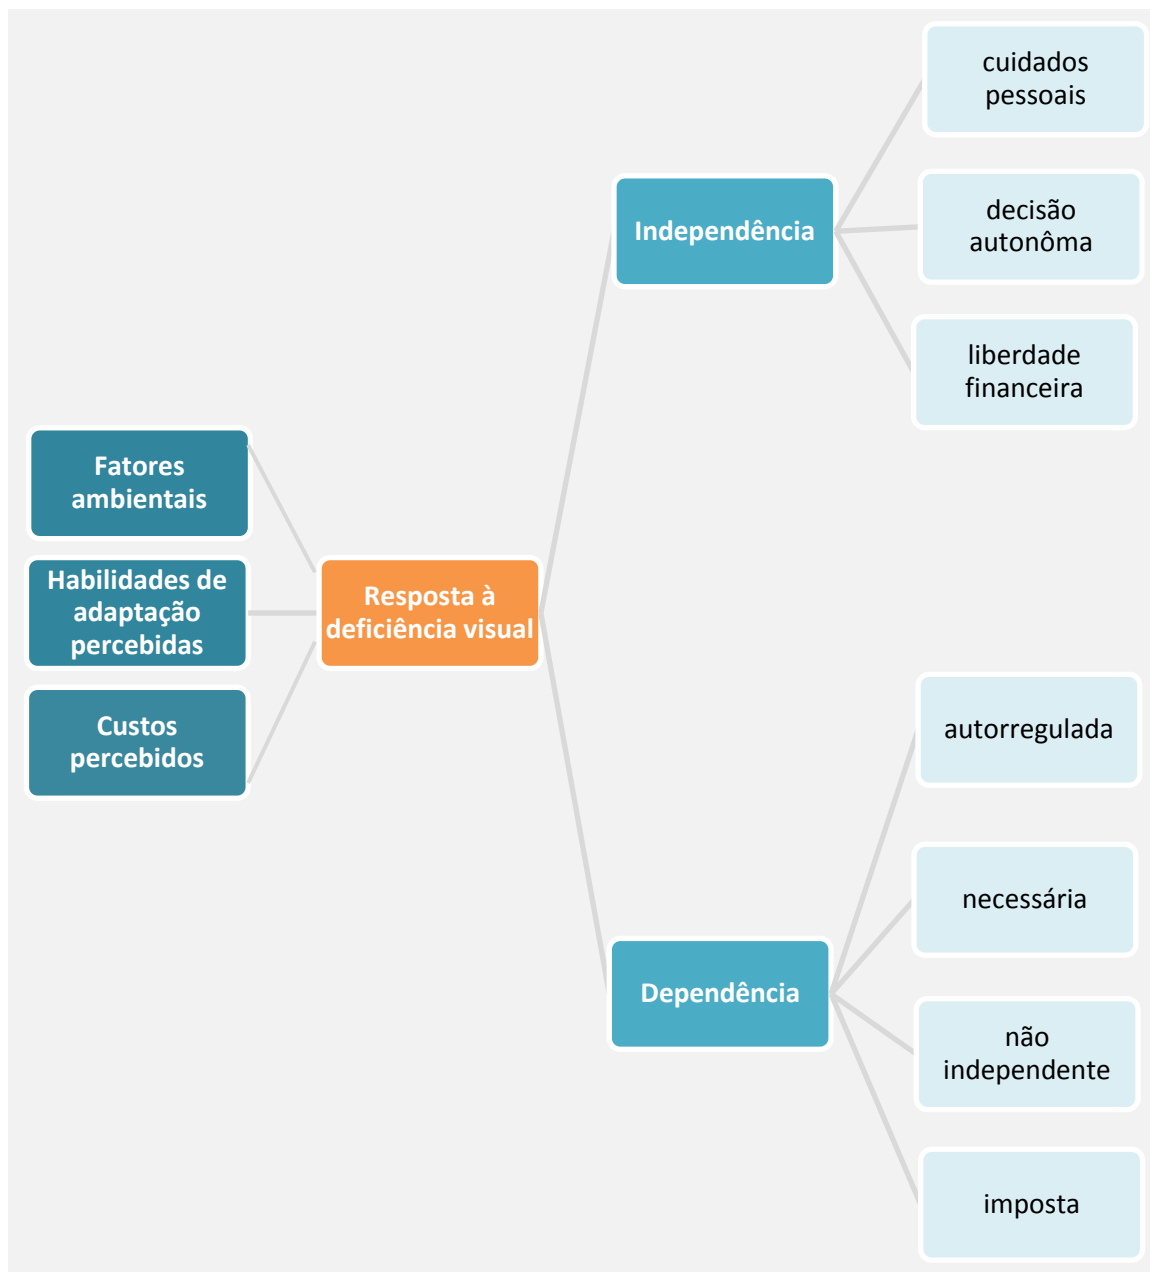 Fatores
ambientais
Habilidades de
adaptação
percebidas
Custos
percebidos
Resposta à
deficiência visual
Independência
cuidados
pessoais
decisão
autonôma
liberdade
financeira
Dependência
autorregulada
necessária
não
independente
imposta